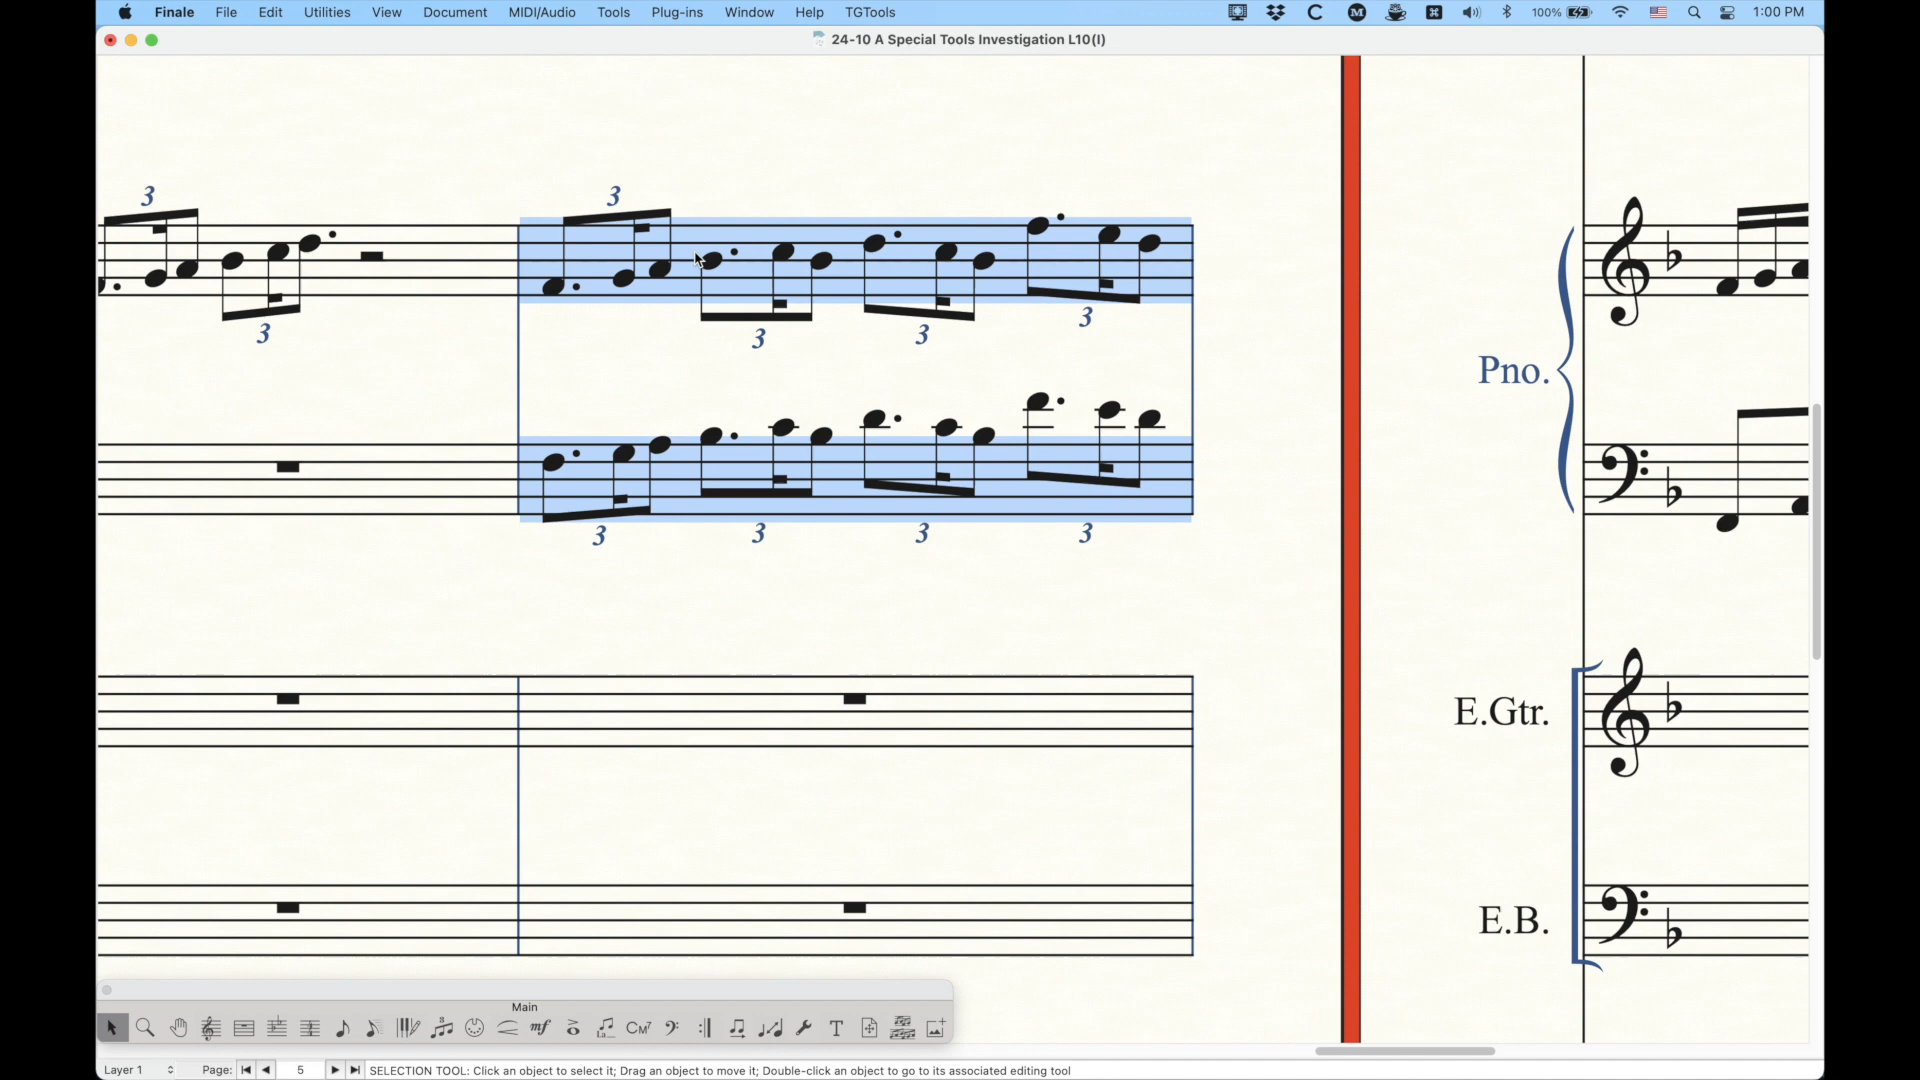 Finale File Edit Utilities View Document MIDI/Audio Tools Plug-ins Window Help TGTools 100% 1:00 PM
24-10 A Special Tools Investigation L10(I)
3 3
3 3 3 3
Pno.
3 3 3 3
E.Gtr.
E.B.
Main
mf CM7 T
Layer 1 Page: 5 SELECTION TOOL: Click an object to select it; Drag an object to move it; Double-click an object to go to its associated editing tool